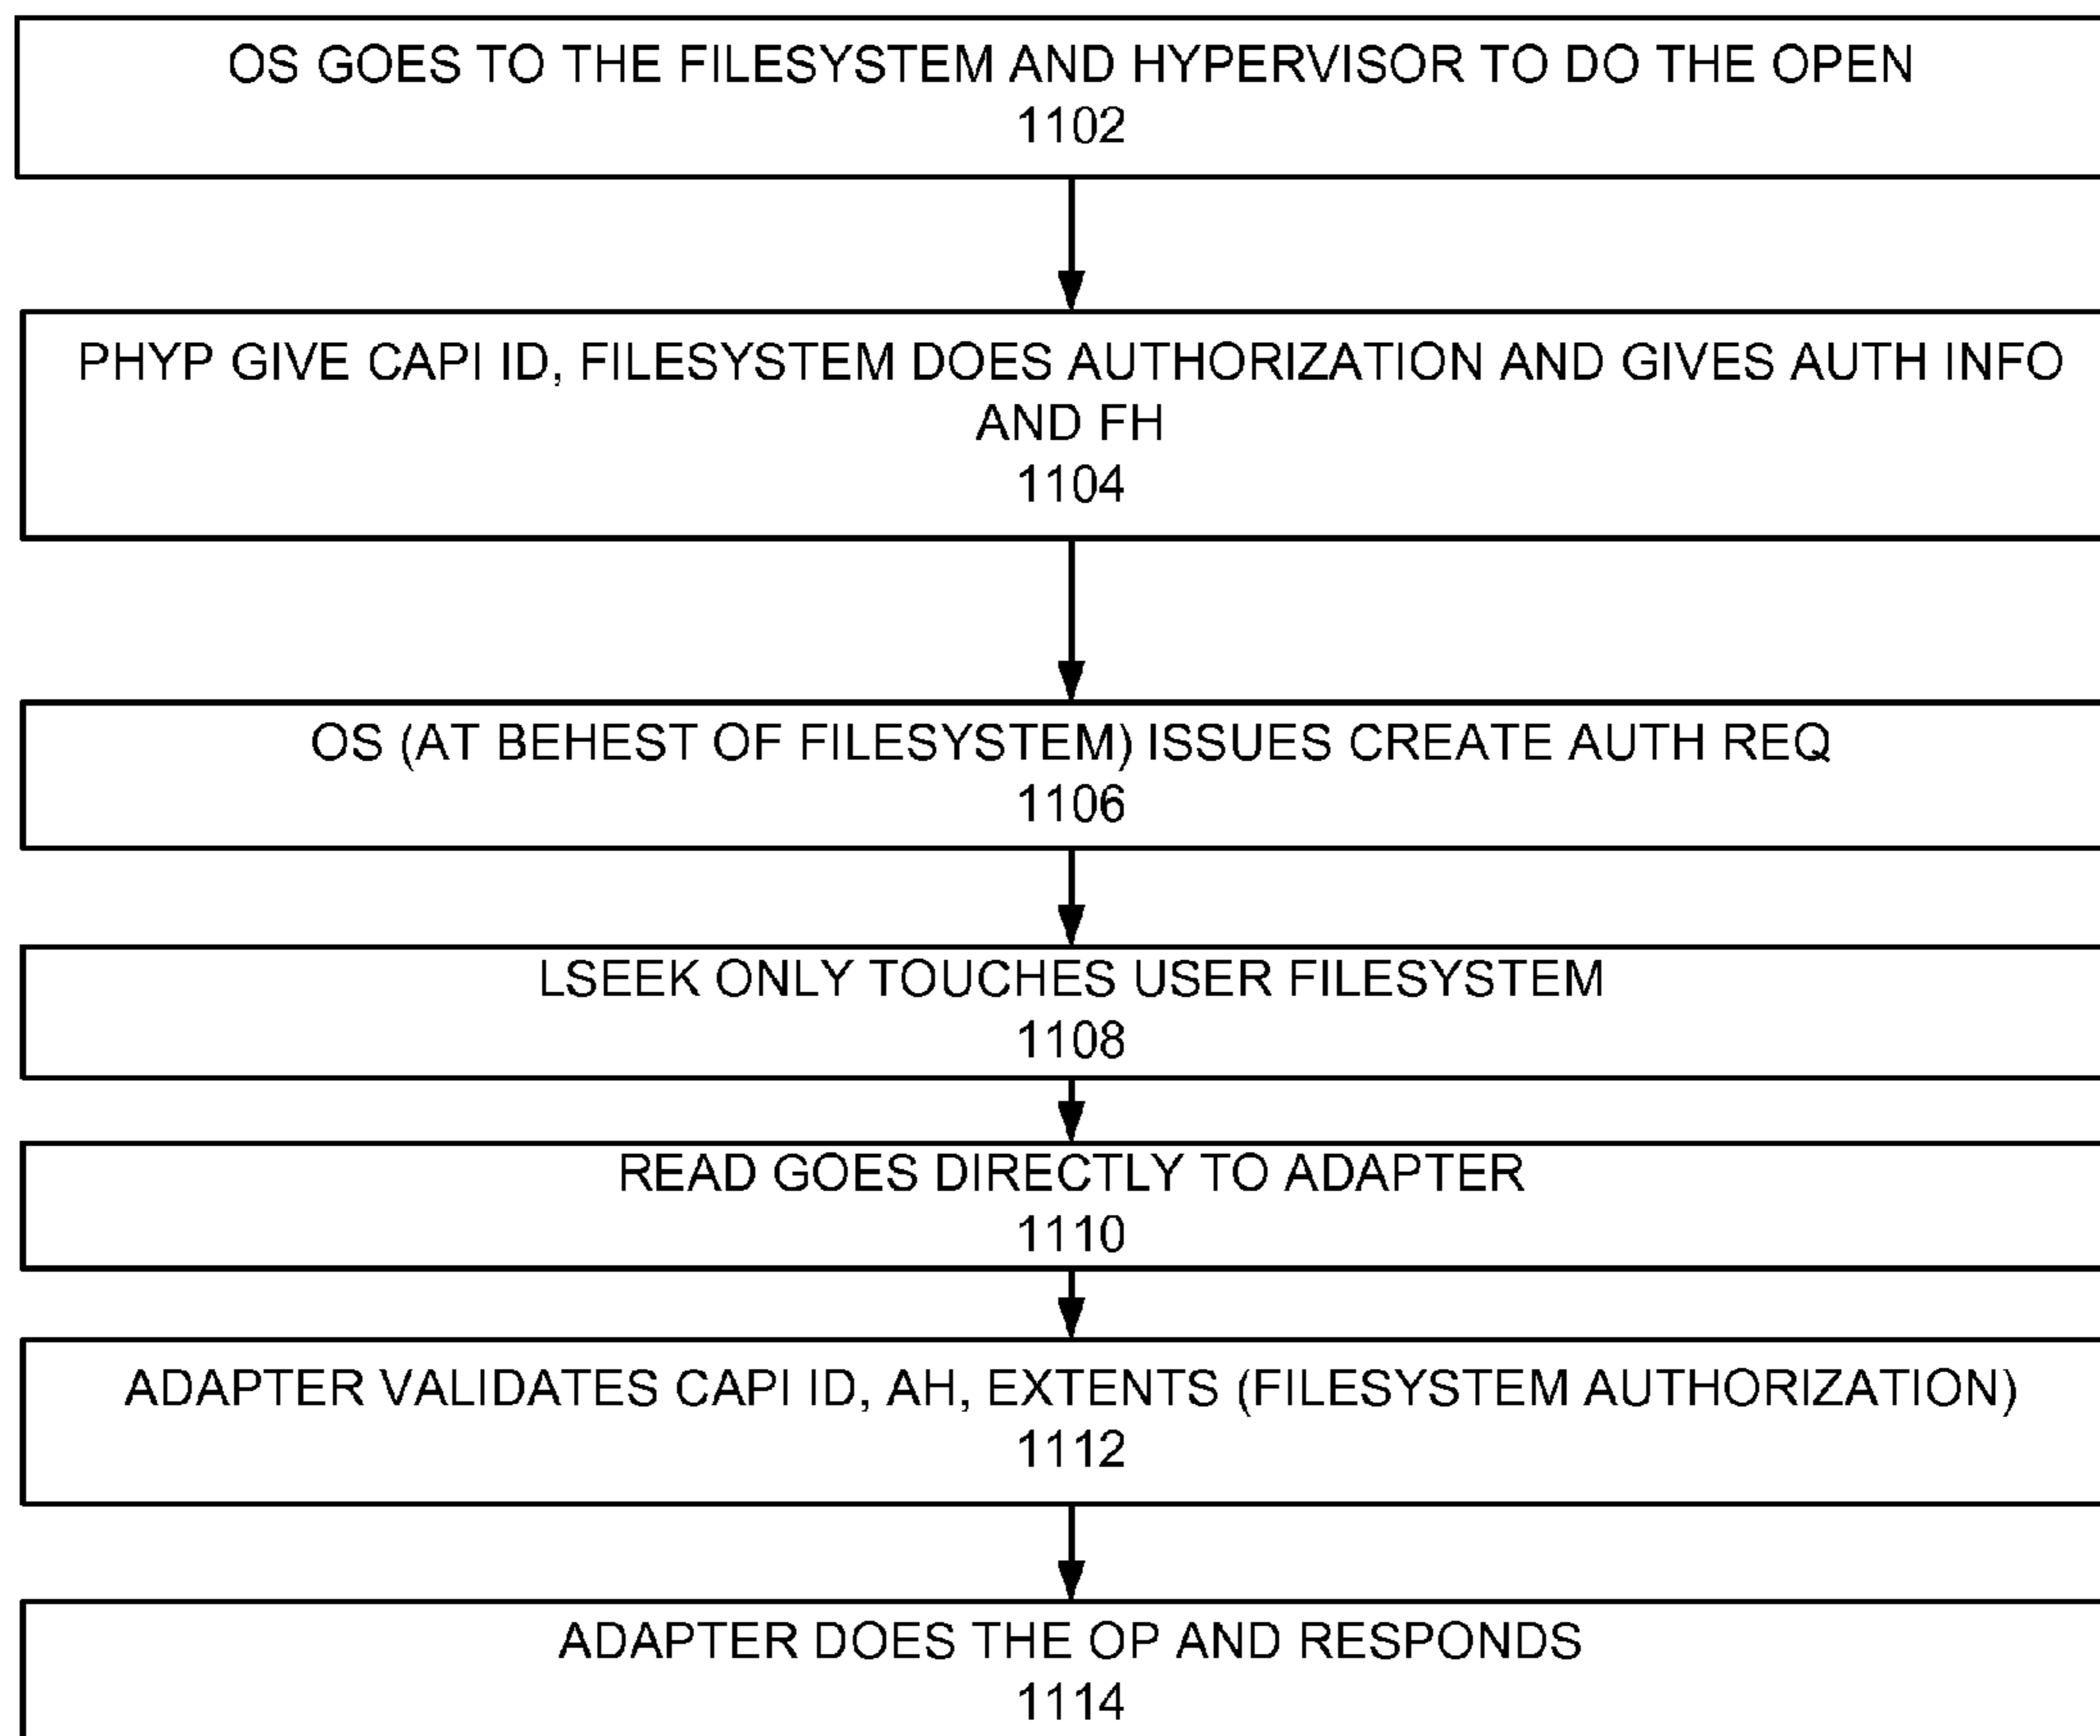 OS GOES TO THE FILESYSTEM AND HYPERVISOR TO DO THE OPEN
1102
PHYP GIVE CAPI ID, FILESYSTEM DOES AUTHORIZATION AND GIVES AUTH INFO
AND FH
1104
OS (AT BEHEST OF FILESYSTEM) ISSUES CREATE AUTH REQ
1106
LSEEK ONLY TOUCHES USER FILESYSTEM
1108
READ GOES DIRECTLY TO ADAPTER
1110
ADAPTER VALIDATES CAPI ID, AH, EXTENTS (FILESYSTEM AUTHORIZATION)
1112
ADAPTER DOES THE OP AND RESPONDS
1114